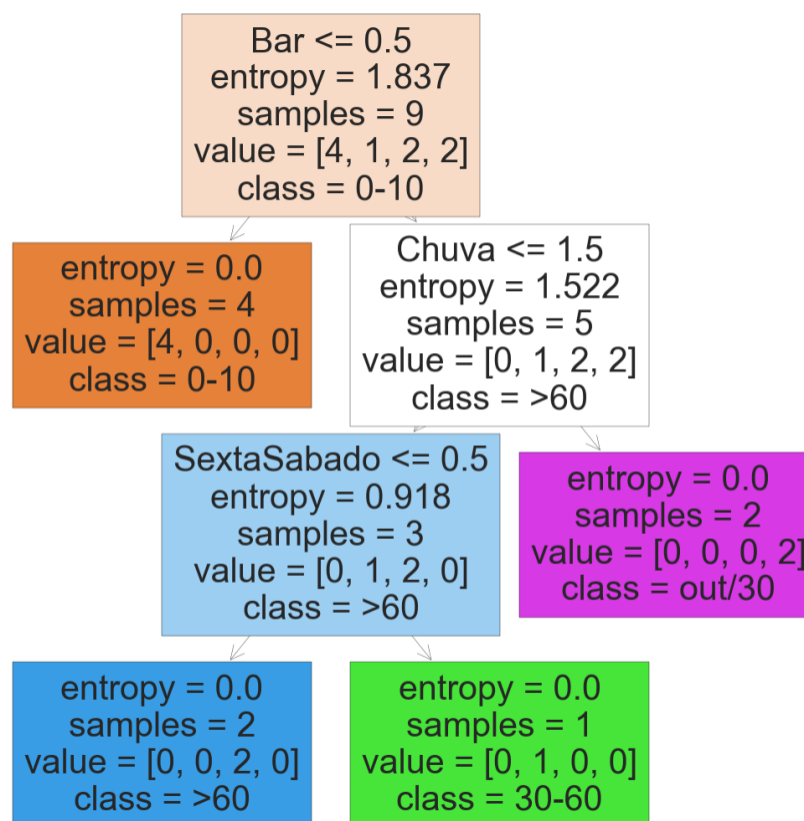 Bar <= 0.5
entropy = 1.837
samples = 9
value = [4, 1, 2, 2]
class = 0-10
entropy = 0.0
samples = 4
value = [4, 0, 0, 0]
class = 0-10
Chuva <= 1.5
entropy = 1.522
samples = 5
value = [0, 1, 2, 2]
class = >60
SextaSabado <= 0.5
entropy = 0.918
samples = 3
value = [0, 1, 2, 0]
class = >60
entropy = 0.0
samples = 2
value = [0, 0, 0, 2]
class = out/30
entropy = 0.0
samples = 2
value = [0, 0, 2, 0]
class = >60
entropy = 0.0
samples = 1
value = [0, 1, 0, 0]
class = 30-60